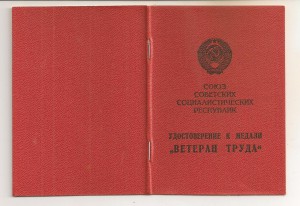 СОЮЗ
СОВЕТСКИХ
СОЦИАЛИСТИЧЕСКИХ
РЕСПУБЛИК
УДОСТОВЕРЕНИЕ К МЕДАЛИ
„ВЕТЕРАН ТРУДА“